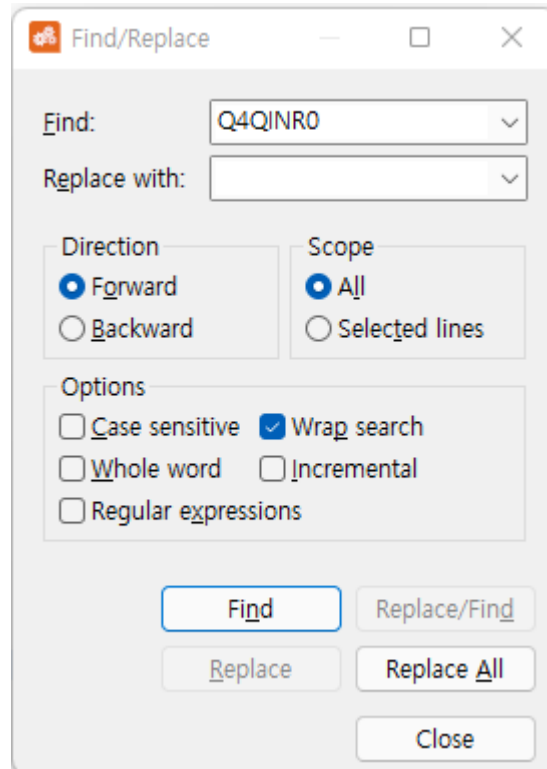 Find/Replace
Find: Q4QINR0
Replace with:
Direction
Forward
Backward
Scope
All
Selected lines
Options
Case sensitive
Wrap search
Whole word
Incremental
Regular expressions
Find
Replace/Find
Replace
Replace All
Close